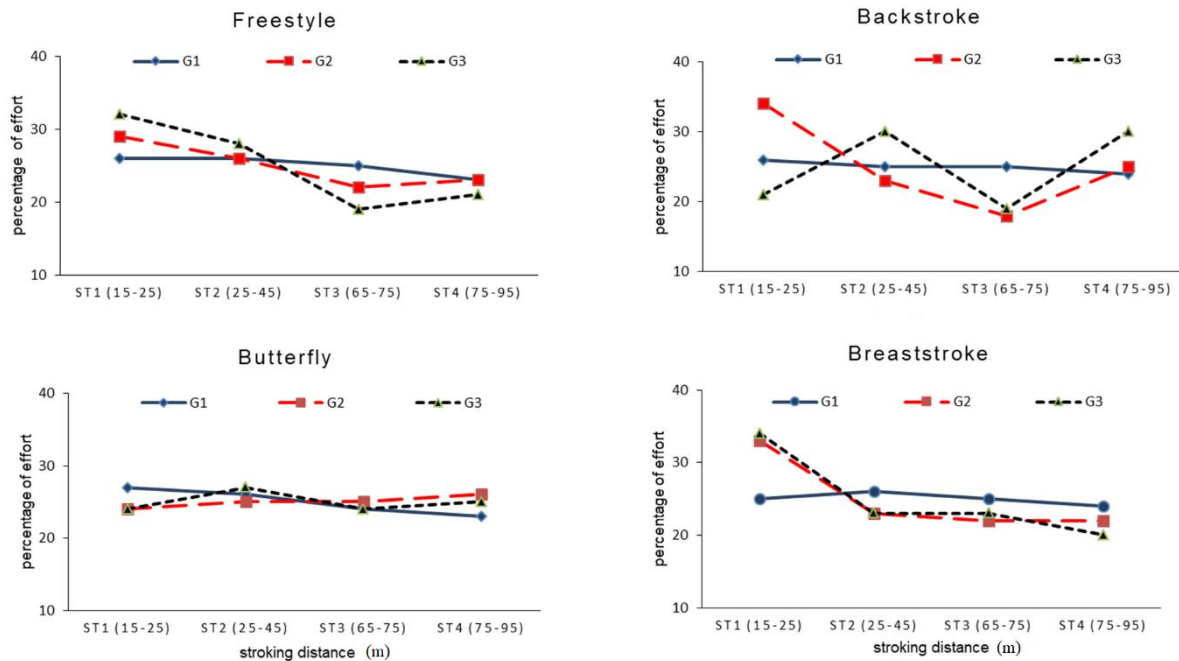 Freestyle
G1 G2 G3
percentage of effort
40
30
20
10
ST1 (15-25) ST2 (25-45) ST3 (65-75) ST4 (75-95)
Backstroke
G1 G2 G3
percentage of effort
40
30
20
10
ST1 (15-25) ST2 (25-45) ST3 (65-75) ST4 (75-95)
Butterfly
G1 G2 G3
percentage of effort
40
30
20
10
ST1 (15-25) ST2 (25-45) ST3 (65-75) ST4 (75-95)
stroking distance (m)
Breaststroke
G1 G2 G3
percentage of effort
40
30
20
10
ST1 (15-25) ST2 (25-45) ST3 (65-75) ST4 (75-95)
stroking distance (m)